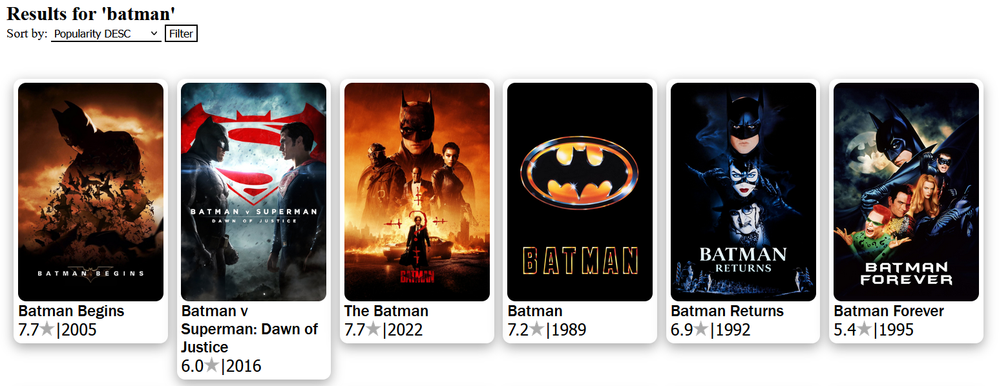 Results for 'batman'
Sort by: Popularity DESC Filter
BATMAN BEGINS
BATMAN v SUPERMAN
DAWN OF JUSTICE
BATMAN
BATMAN
BATMAN
RETURNS
BATMAN
FOREVER
Batman Begins
7.7★|2005
Batman v
Superman: Dawn of
Justice
6.0★|2016
The Batman
7.7★|2022
Batman
7.2★|1989
Batman Returns
6.9★|1992
Batman Forever
5.4★|1995